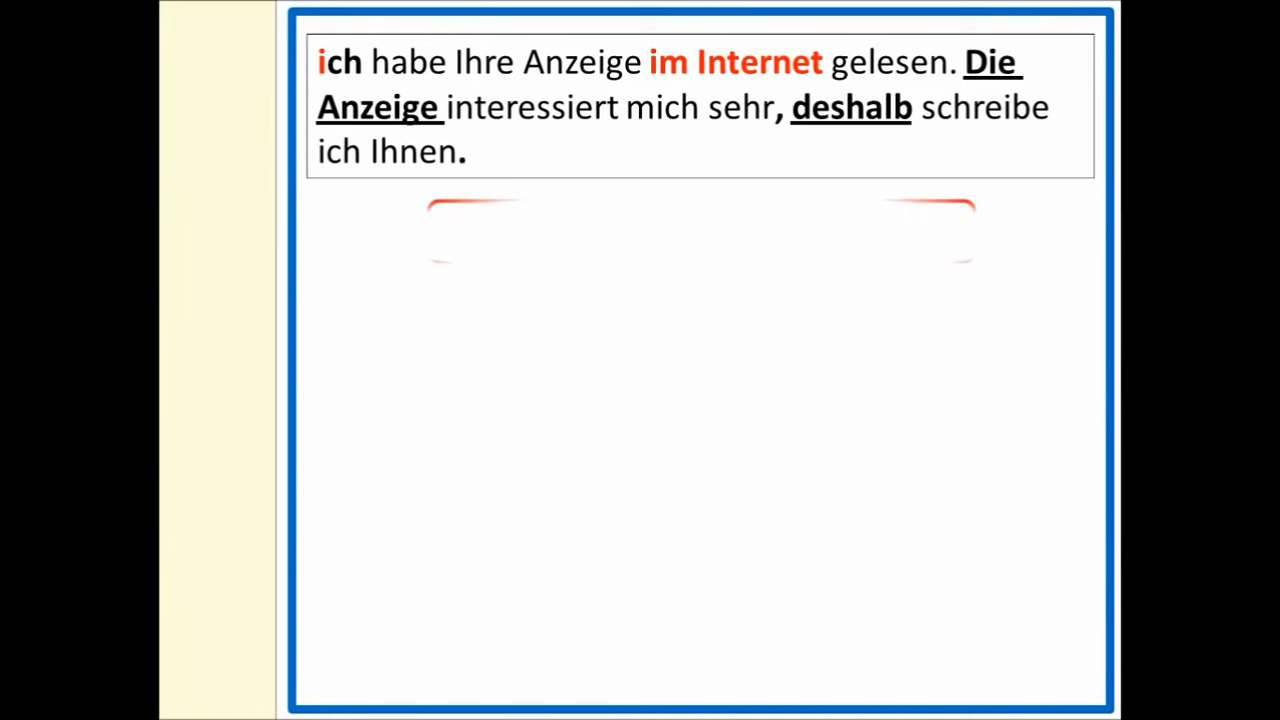 ich habe Ihre Anzeige im Internet gelesen. Die
Anzeige interessiert mich sehr, deshalb schreibe
ich Ihnen.